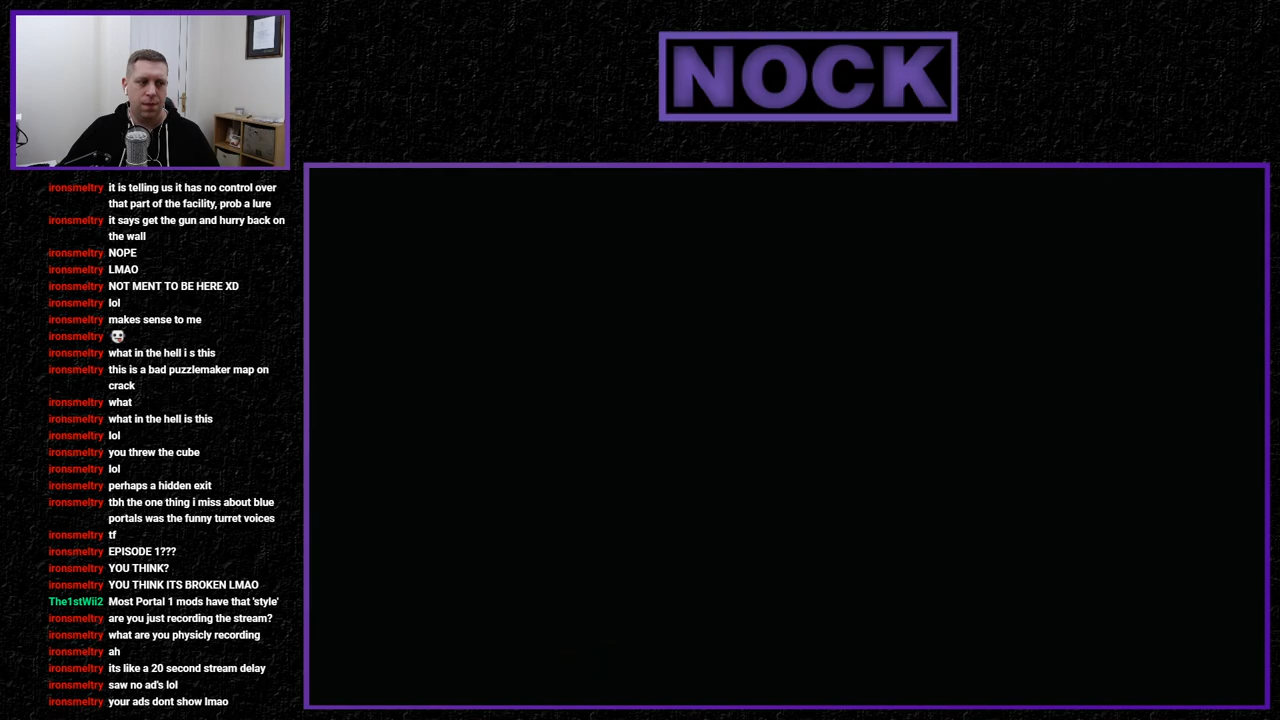 NOCK
ironsmeltry it is telling us it has no control over
that part of the facility, prob a lure
ironsmeltry it says get the gun and hurry back on
the wall
ironsmeltry NOPE
ironsmeltry LMAO
ironsmeltry NOT MENT TO BE HERE XD
ironsmeltry lol
ironsmeltry makes sense to me
ironsmeltry
ironsmeltry what in the hell i s this
ironsmeltry this is a bad puzzlemaker map on
crack
ironsmeltry what
ironsmeltry what in the hell is this
ironsmeltry lol
ironsmeltry you threw the cube
ironsmeltry lol
ironsmeltry perhaps a hidden exit
ironsmeltry tbh the one thing i miss about blue
portals was the funny turret voices
ironsmeltry tf
ironsmeltry EPISODE 1???
ironsmeltry YOU THINK?
ironsmeltry YOU THINK ITS BROKEN LMAO
The1stWii2 Most Portal 1 mods have that 'style'
ironsmeltry are you just recording the stream?
ironsmeltry what are you physicly recording
ironsmeltry ah
ironsmeltry its like a 20 second stream delay
ironsmeltry saw no ad's lol
ironsmeltry your ads dont show lmao